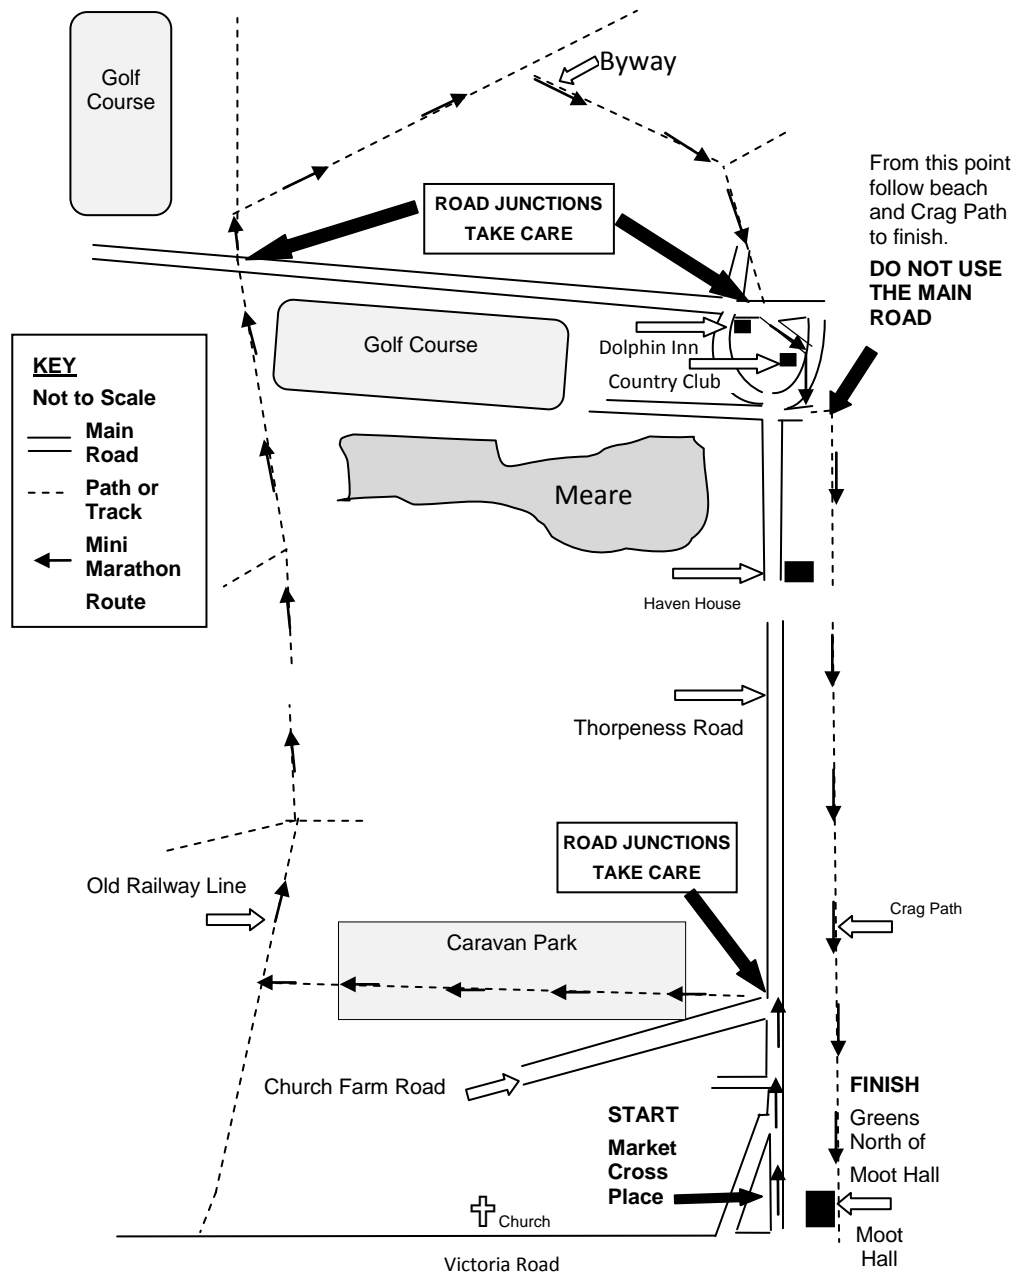 Golf
Course
Byway
From this point
follow beach
and Crag Path
to finish.
DO NOT USE
THE MAIN
ROAD
ROAD JUNCTIONS
TAKE CARE
Golf Course
Dolphin Inn
Country Club
KEY
Not to Scale
Main
Road
Path or
Track
Mini
Marathon
Route
Meare
Haven House
Thorpeness Road
ROAD JUNCTIONS
TAKE CARE
Old Railway Line
Crag Path
Caravan Park
Church Farm Road
START
Market
Cross
Place
FINISH
Greens
North of
Moot Hall
Church
Moot
Hall
Victoria Road